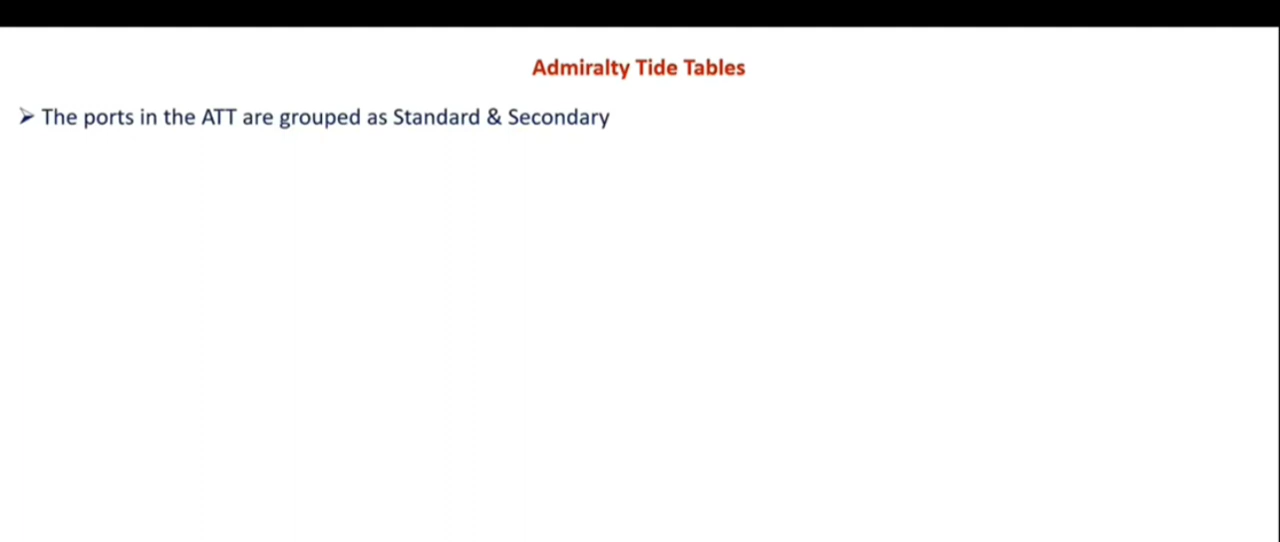 Admiralty Tide Tables
➢ The ports in the ATT are grouped as Standard & Secondary